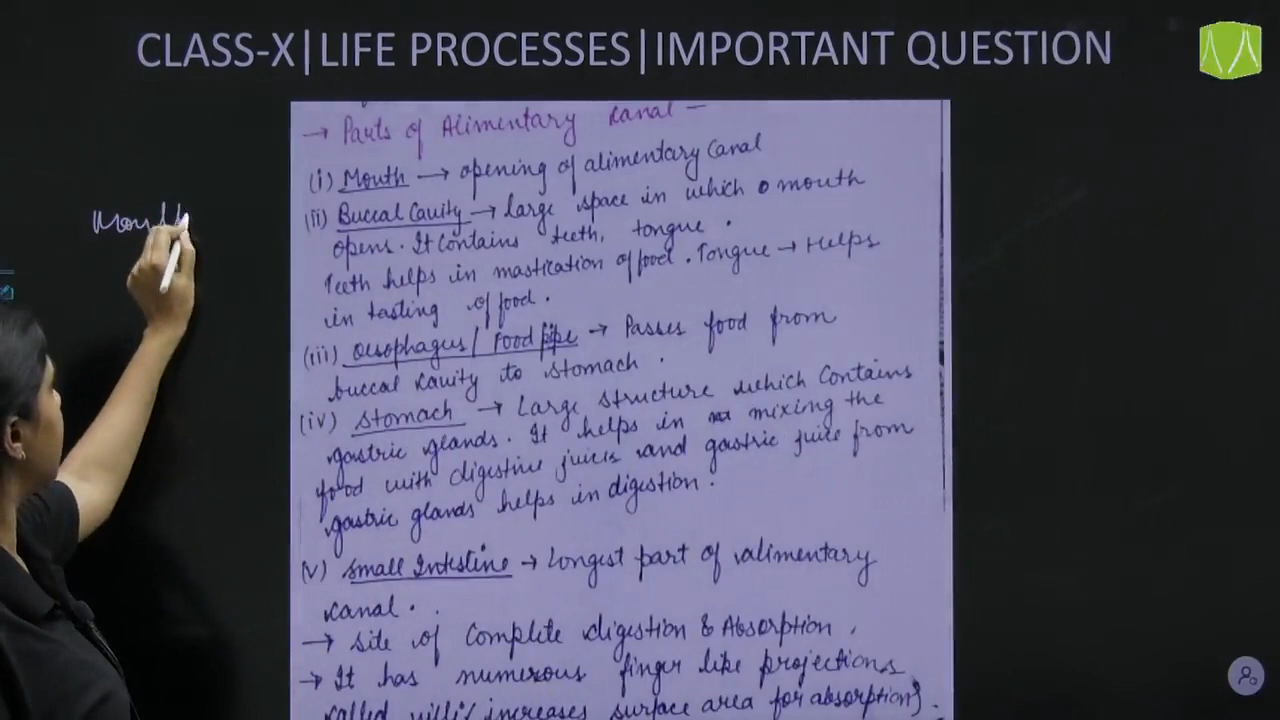 CLASS-X|LIFE PROCESSES|IMPORTANT QUESTION
→ Parts of Alimentary Canal —
(i) Mouth → opening of alimentary Canal
(ii) Buccal Cavity → Large space in which mouth
opens. It Contains teeth, tongue.
Teeth helps in mastication of food. Tongue → Helps
in tasting of food.
(iii) Oesophagus/ Food pipe → Passes food from
buccal cavity to stomach.
(iv) Stomach → Large structure which Contains
gastric glands. It helps in mixing the
food with digestive juices and gastric juice from
gastric glands helps in digestion.
(v) Small Intestine → Longest part of alimentary
canal.
→ Site of Complete digestion & Absorption.
→ It has numerous finger like projections
called villi (increases surface area for absorption).
Mouth